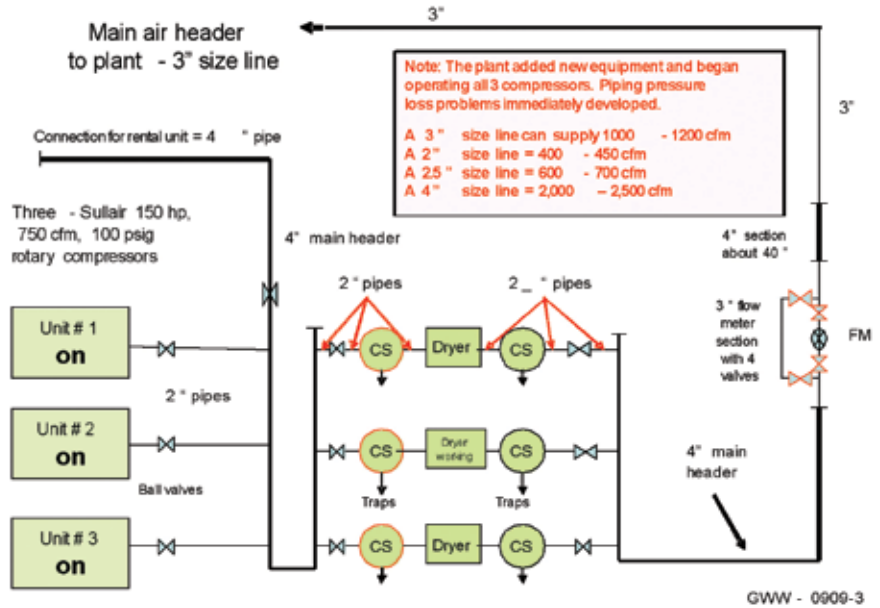 3"
Main air header
to plant - 3" size line
Note: The plant added new equipment and began
operating all 3 compressors. Piping pressure
loss problems immediately developed.
A 3" size line can supply 1000 - 1200 cfm
A 2" size line = 400 - 450 cfm
A 2.5" size line = 600 - 700 cfm
A 4" size line = 2,000 – 2,500 cfm
3"
Connection for rental unit = 4 " pipe
Three - Sullair 150 hp,
750 cfm, 100 psig
rotary compressors
4" main header
4" section
about 40"
2" pipes
2_ " pipes
Unit # 1
on
CS
Dryer
CS
3" flow
meter
section
with 4
valves
FM
2" pipes
Unit # 2
on
CS
Dryer
working
CS
4" main
header
Ball valves
Traps
Traps
Unit # 3
on
CS
Dryer
CS
GWW - 0909-3